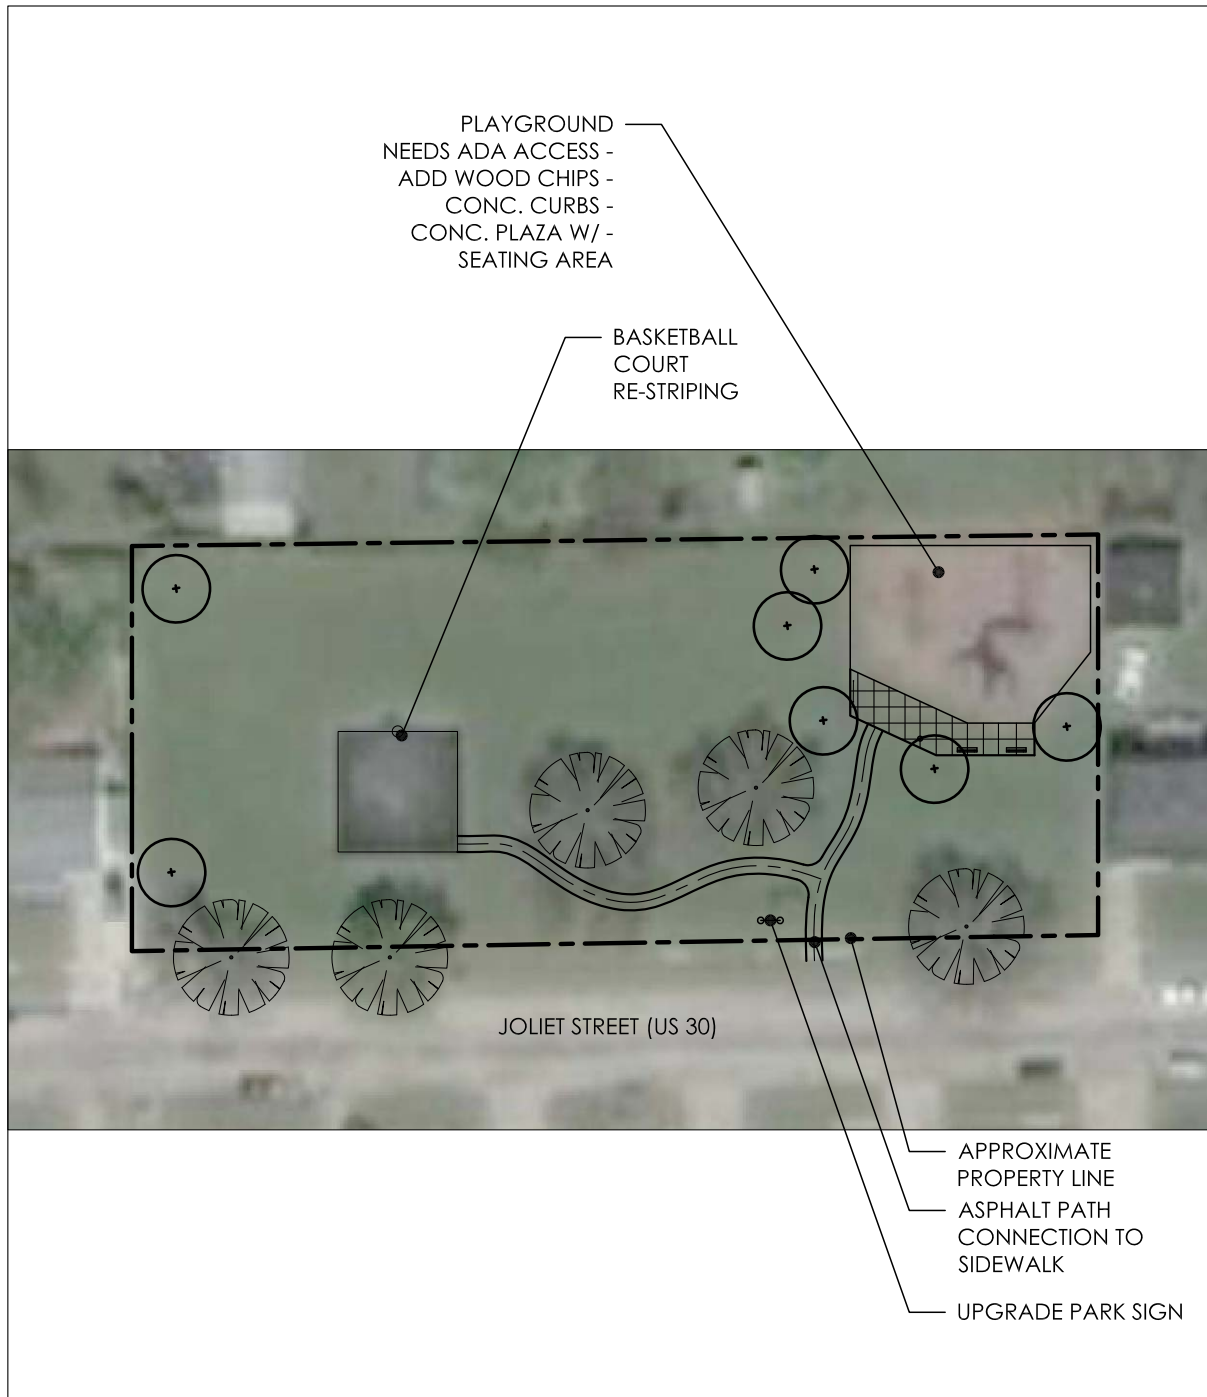 PLAYGROUND
NEEDS ADA ACCESS -
ADD WOOD CHIPS -
CONC. CURBS -
CONC. PLAZA W/ -
SEATING AREA
BASKETBALL
COURT
RE-STRIPING
JOLIET STREET (US 30)
APPROXIMATE
PROPERTY LINE
ASPHALT PATH
CONNECTION TO
SIDEWALK
UPGRADE PARK SIGN